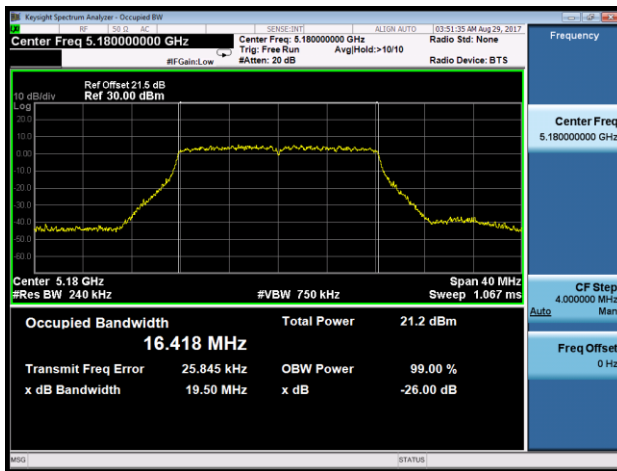 Keysight Spectrum Analyzer - Occupied BW
RF 50 Ω AC SENSE:INT ALIGN AUTO 03:51:35 AM Aug 29, 2017
Center Freq 5.180000000 GHz
Center Freq: 5.180000000 GHz
Radio Std: None
Trig: Free Run Avg|Hold:>10/10
#IFGain:Low #Atten: 20 dB Radio Device: BTS
Ref Offset 21.5 dB
10 dB/div Ref 30.00 dBm
Log
20.0
10.0
0.00
-10.0
-20.0
-30.0
-40.0
-50.0
-60.0
Center 5.18 GHz Span 40 MHz
#Res BW 240 kHz #VBW 750 kHz Sweep 1.067 ms
Occupied Bandwidth Total Power 21.2 dBm
16.418 MHz
Transmit Freq Error 25.845 kHz OBW Power 99.00 %
x dB Bandwidth 19.50 MHz x dB -26.00 dB
MSG STATUS
Frequency
Center Freq
5.180000000 GHz
CF Step
4.000000 MHz
Auto Man
Freq Offset
0 Hz